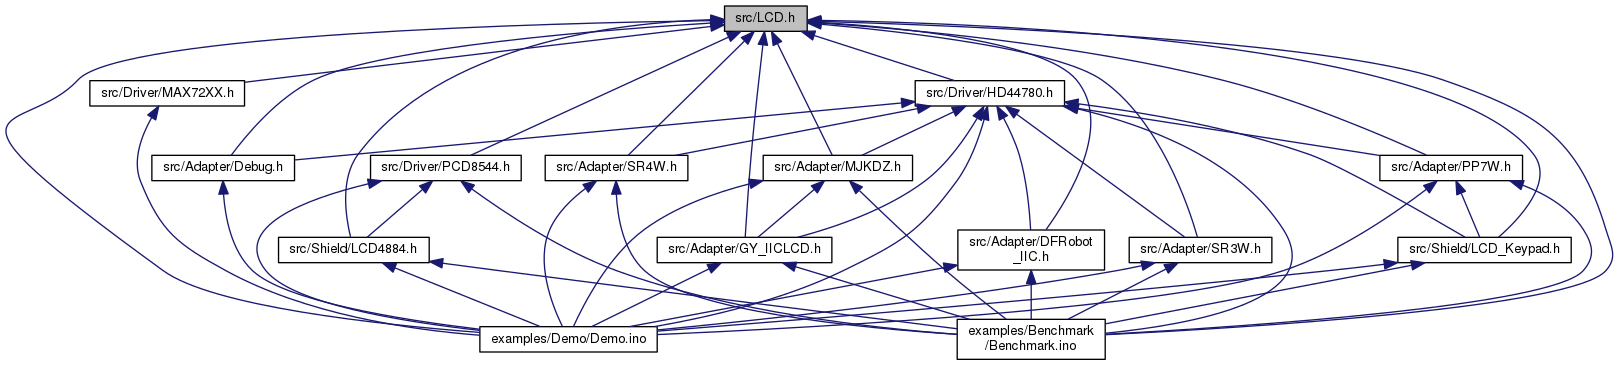 src/LCD.h
src/Driver/MAX72XX.h
src/Driver/HD44780.h
src/Adapter/Debug.h
src/Driver/PCD8544.h
src/Adapter/SR4W.h
src/Adapter/MJKDZ.h
src/Adapter/PP7W.h
src/Shield/LCD4884.h
src/Adapter/GY_IICLCD.h
src/Adapter/DFRobot
_IIC.h
src/Adapter/SR3W.h
src/Shield/LCD_Keypad.h
examples/Demo/Demo.ino
examples/Benchmark
/Benchmark.ino